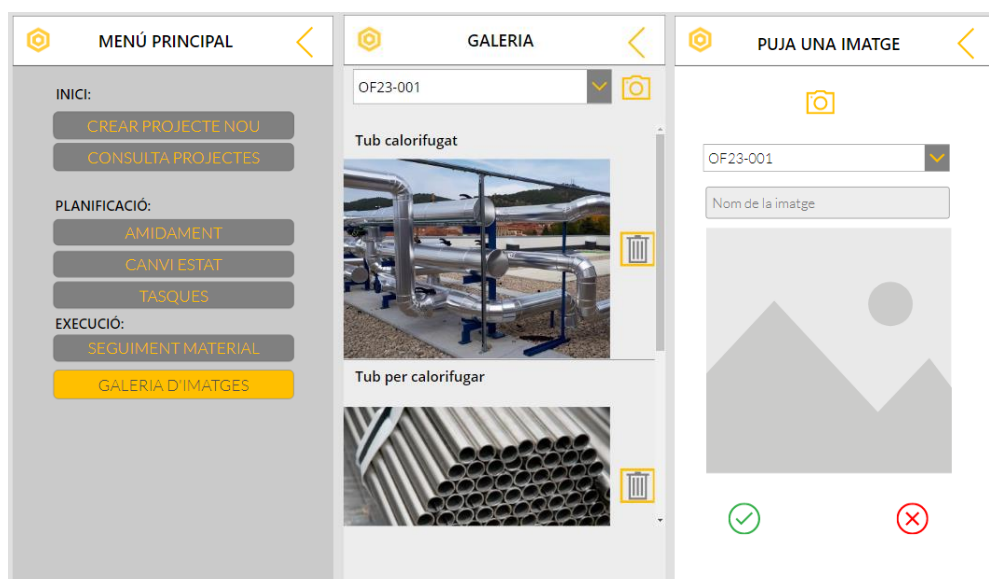 MENÚ PRINCIPAL
INICI:
CREAR PROJECTE NOU
CONSULTA PROJECTES
PLANIFICACIÓ:
AMIDAMENT
CANVI ESTAT
TASQUES
EXECUCIÓ:
SEGUIMENT MATERIAL
GALERIA D'IMATGES
GALERIA
OF23-001
Tub calorifugat
Tub per calorifugar
PUJA UNA IMATGE
OF23-001
Nom de la imatge